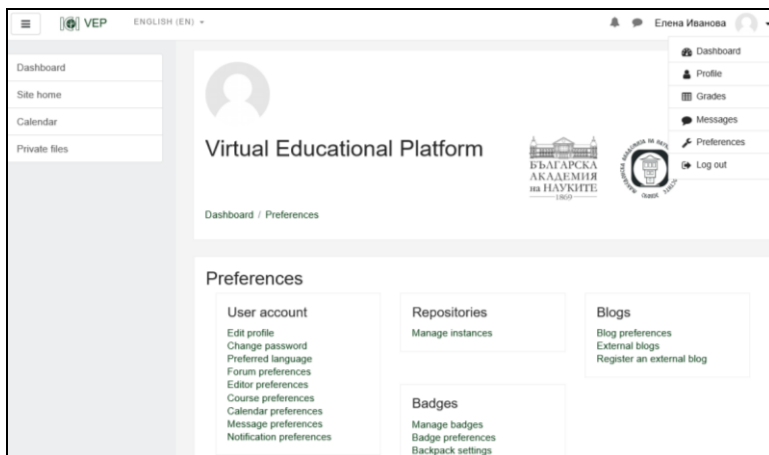 VEP ENGLISH (EN) Елена Иванова
Dashboard
Site home
Calendar
Private files
Dashboard
Profile
Grades
Messages
Preferences
Log out
Virtual Educational Platform
БЪЛГАРСКА
АКАДЕМИЯ
на НАУКИТЕ
1869
Dashboard / Preferences
Preferences
User account
Edit profile
Change password
Preferred language
Forum preferences
Editor preferences
Course preferences
Calendar preferences
Message preferences
Notification preferences
Repositories
Manage instances
Badges
Manage badges
Badge preferences
Backpack settings
Blogs
Blog preferences
External blogs
Register an external blog